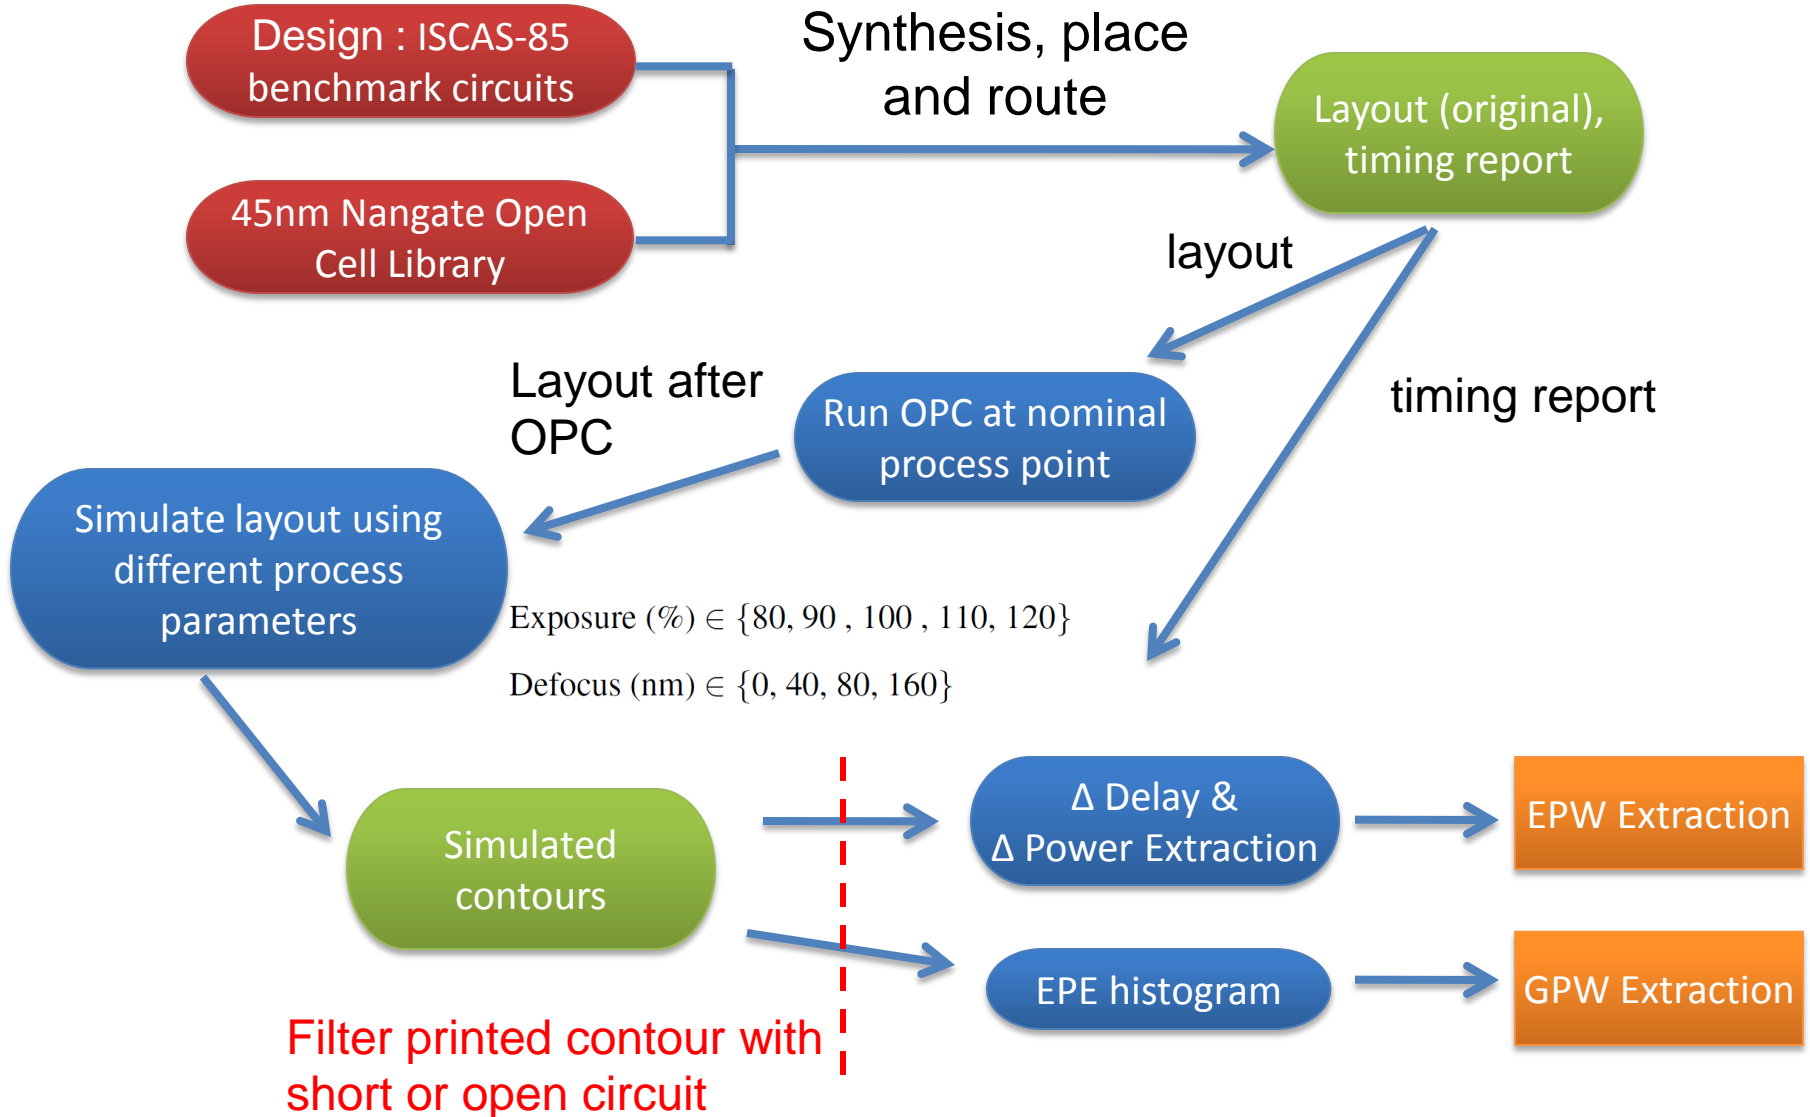 Design : ISCAS-85
benchmark circuits
Synthesis, place
and route
Layout (original),
timing report
45nm Nangate Open
Cell Library
layout
timing report
Layout after
OPC
Run OPC at nominal
process point
Simulate layout using
different process
parameters
Exposure (%) ∈ {80, 90 , 100 , 110, 120}
Defocus (nm) ∈ {0, 40, 80, 160}
Simulated
contours
Δ Delay &
Δ Power Extraction
EPW Extraction
EPE histogram
GPW Extraction
Filter printed contour with
short or open circuit